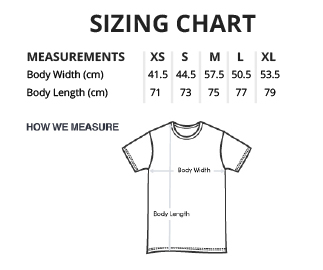 SIZING CHART
MEASUREMENTS XS S M L XL
Body Width (cm) 41.5 44.5 57.5 50.5 53.5
Body Length (cm) 71 73 75 77 79
HOW WE MEASURE
Body Width
Body Length